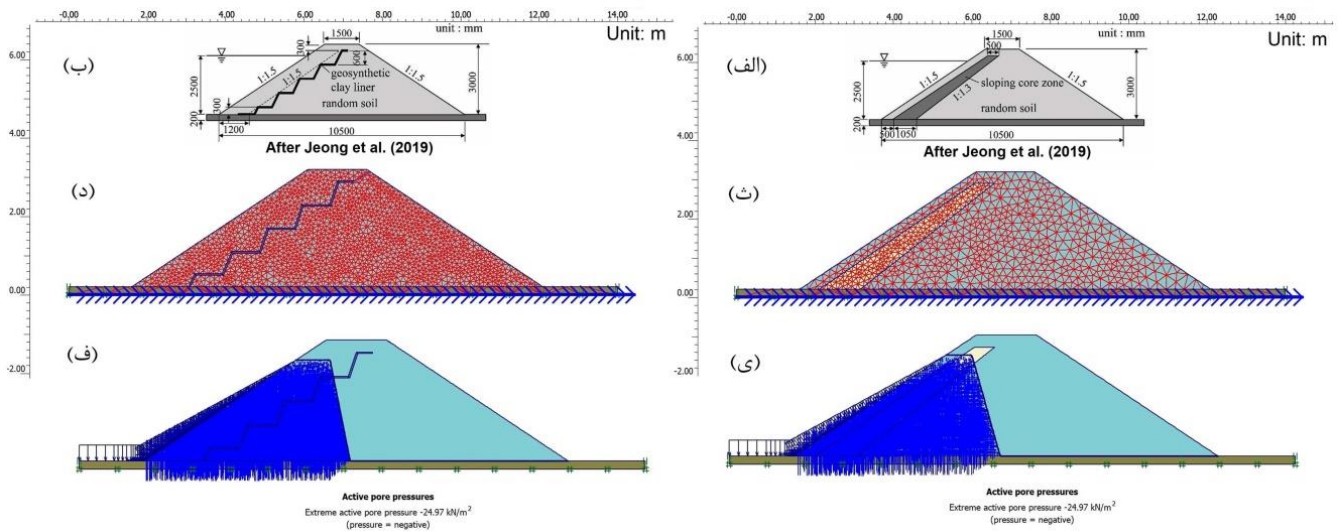 -0,00 2,00 4,00 6,00 8,00 10,00 12,00 14,00
Unit: m
6.00
4.00
2.00
0.00
-2.00
(ب)
unit : mm
1500
300
500
2500
300
200
1:1.5
1:1.5
1:1.5
geosynthetic
clay liner
random soil
3000
1200
10500
After Jeong et al. (2019)
(د)
(ف)
Active pore pressures
Extreme active pore pressure -24.97 kN/m²
(pressure = negative)
-0,00 2,00 4,00 6,00 8,00 10,00 12,00 14,00
Unit: m
6.00
4.00
2.00
0.00
-2.00
(الف)
unit : mm
1500
500
2500
200
1:1.5
1:1.3
1:1.5
sloping core zone
random soil
3000
500 1050
10500
After Jeong et al. (2019)
(ث)
(ی)
Active pore pressures
Extreme active pore pressure -24.97 kN/m²
(pressure = negative)